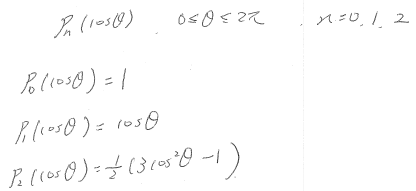 Pₙ(cosθ) . 0≤θ≤2π . n=0. 1. 2
P₀(cosθ)=1
P₁(cosθ)=cosθ
P₂(cosθ)=½(3cos²θ-1)